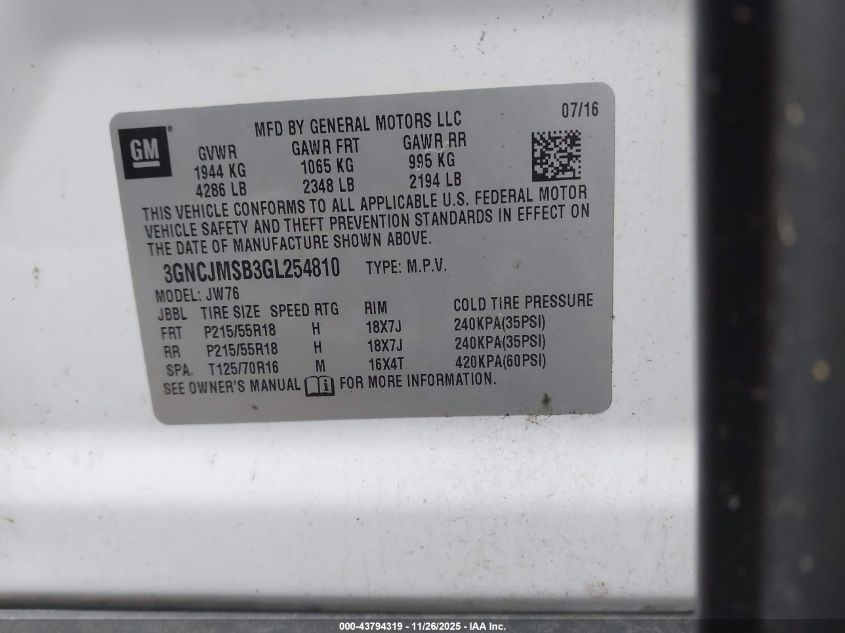 GM
MFD BY GENERAL MOTORS LLC 07/16
GVWR GAWR FRT GAWR RR
1944 KG 1065 KG 995 KG
4286 LB 2348 LB 2194 LB
THIS VEHICLE CONFORMS TO ALL APPLICABLE U.S. FEDERAL MOTOR
VEHICLE SAFETY AND THEFT PREVENTION STANDARDS IN EFFECT ON
THE DATE OF MANUFACTURE SHOWN ABOVE.
3GNCJMSB3GL254810 TYPE: M.P.V.
MODEL: JW76
JBBL TIRE SIZE SPEED RTG RIM COLD TIRE PRESSURE
FRT P215/55R18 H 18X7J 240KPA(35PSI)
RR P215/55R18 H 18X7J 240KPA(35PSI)
SPA. T125/70R16 M 16X4T 420KPA(60PSI)
SEE OWNER'S MANUAL i FOR MORE INFORMATION.
000-43794319 - 11/26/2025 - IAA Inc.